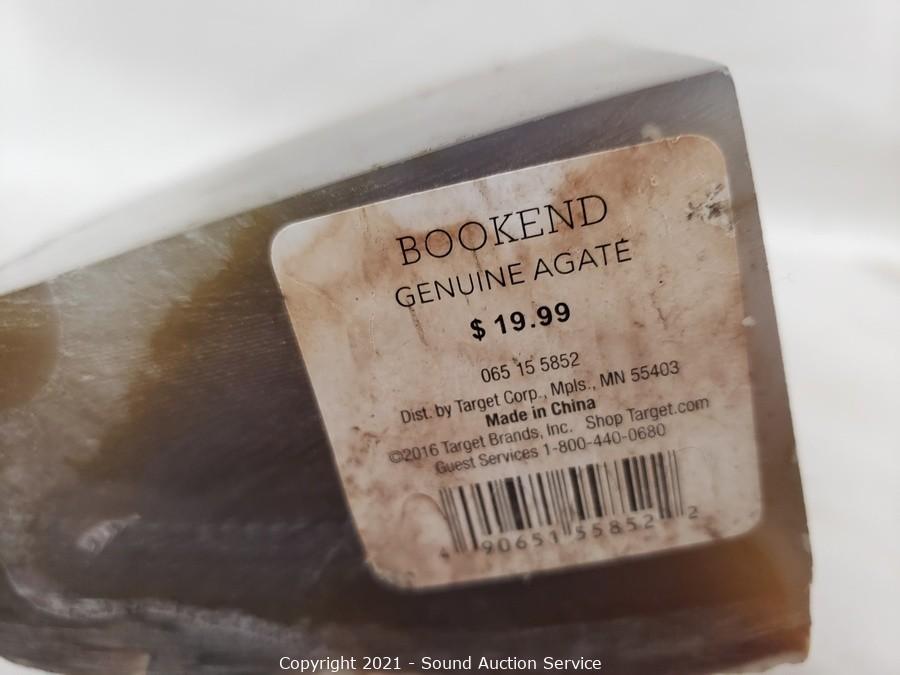 BOOKEND
GENUINE AGATE
$ 19.99
065 15 5852
Dist. by Target Corp., Mpls., MN 55403
Made in China
©2016 Target Brands, Inc. Shop Target.com
Guest Services 1-800-440-0680
4 90651 55852 2
Copyright 2021 - Sound Auction Service